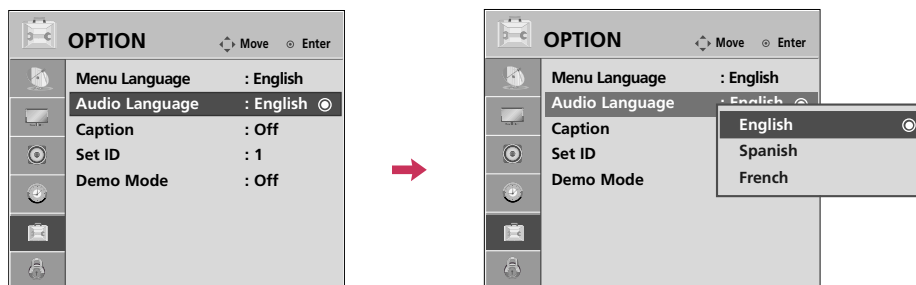 OPTION
Move Enter
Menu Language : English
Audio Language : English
Caption : Off
Set ID : 1
Demo Mode : Off
OPTION
Move Enter
Menu Language : English
Audio Language : English
Caption
Set ID
Demo Mode
English
Spanish
French